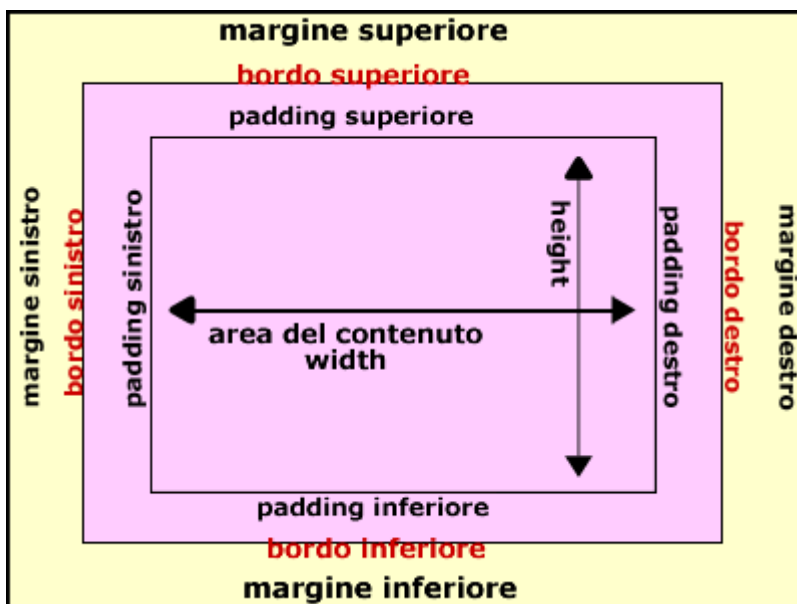 margine superiore
bordo superiore
padding superiore
margine sinistro
bordo sinistro
padding sinistro
height
area del contenuto
width
padding destro
bordo destro
margine destro
padding inferiore
bordo inferiore
margine inferiore